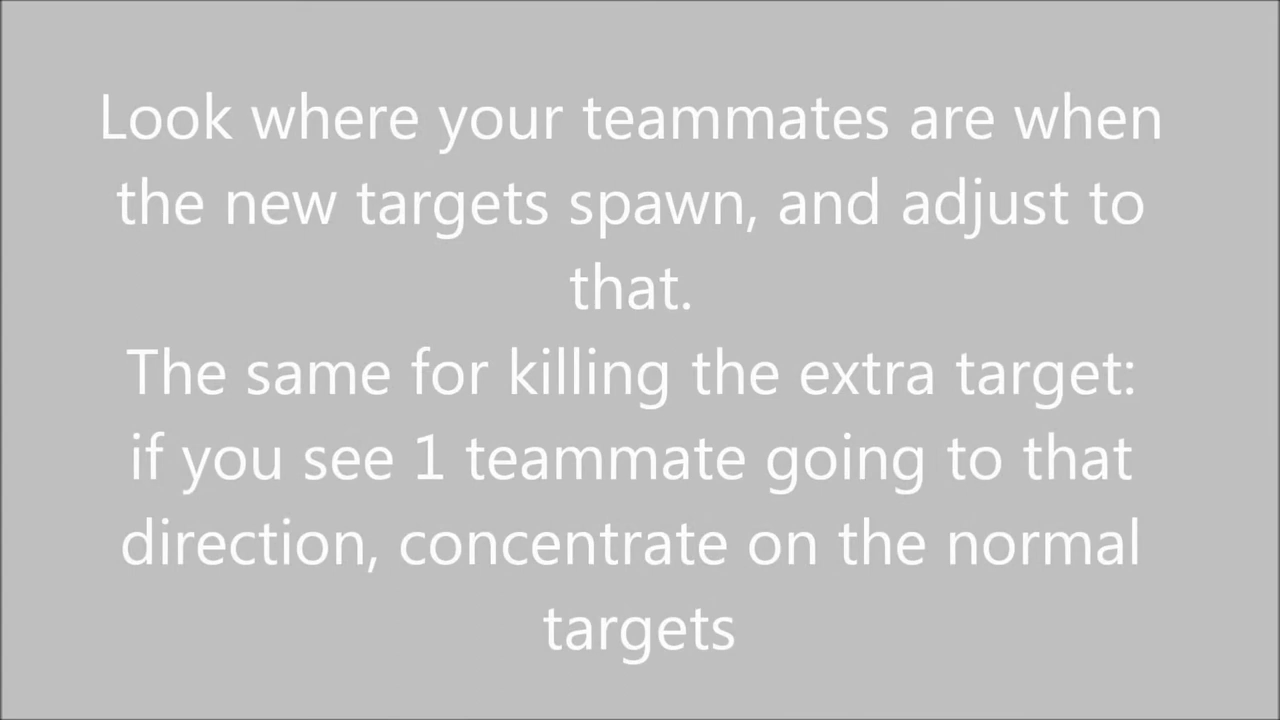 Look where your teammates are when
the new targets spawn, and adjust to
that.
The same for killing the extra target:
if you see 1 teammate going to that
direction, concentrate on the normal
targets